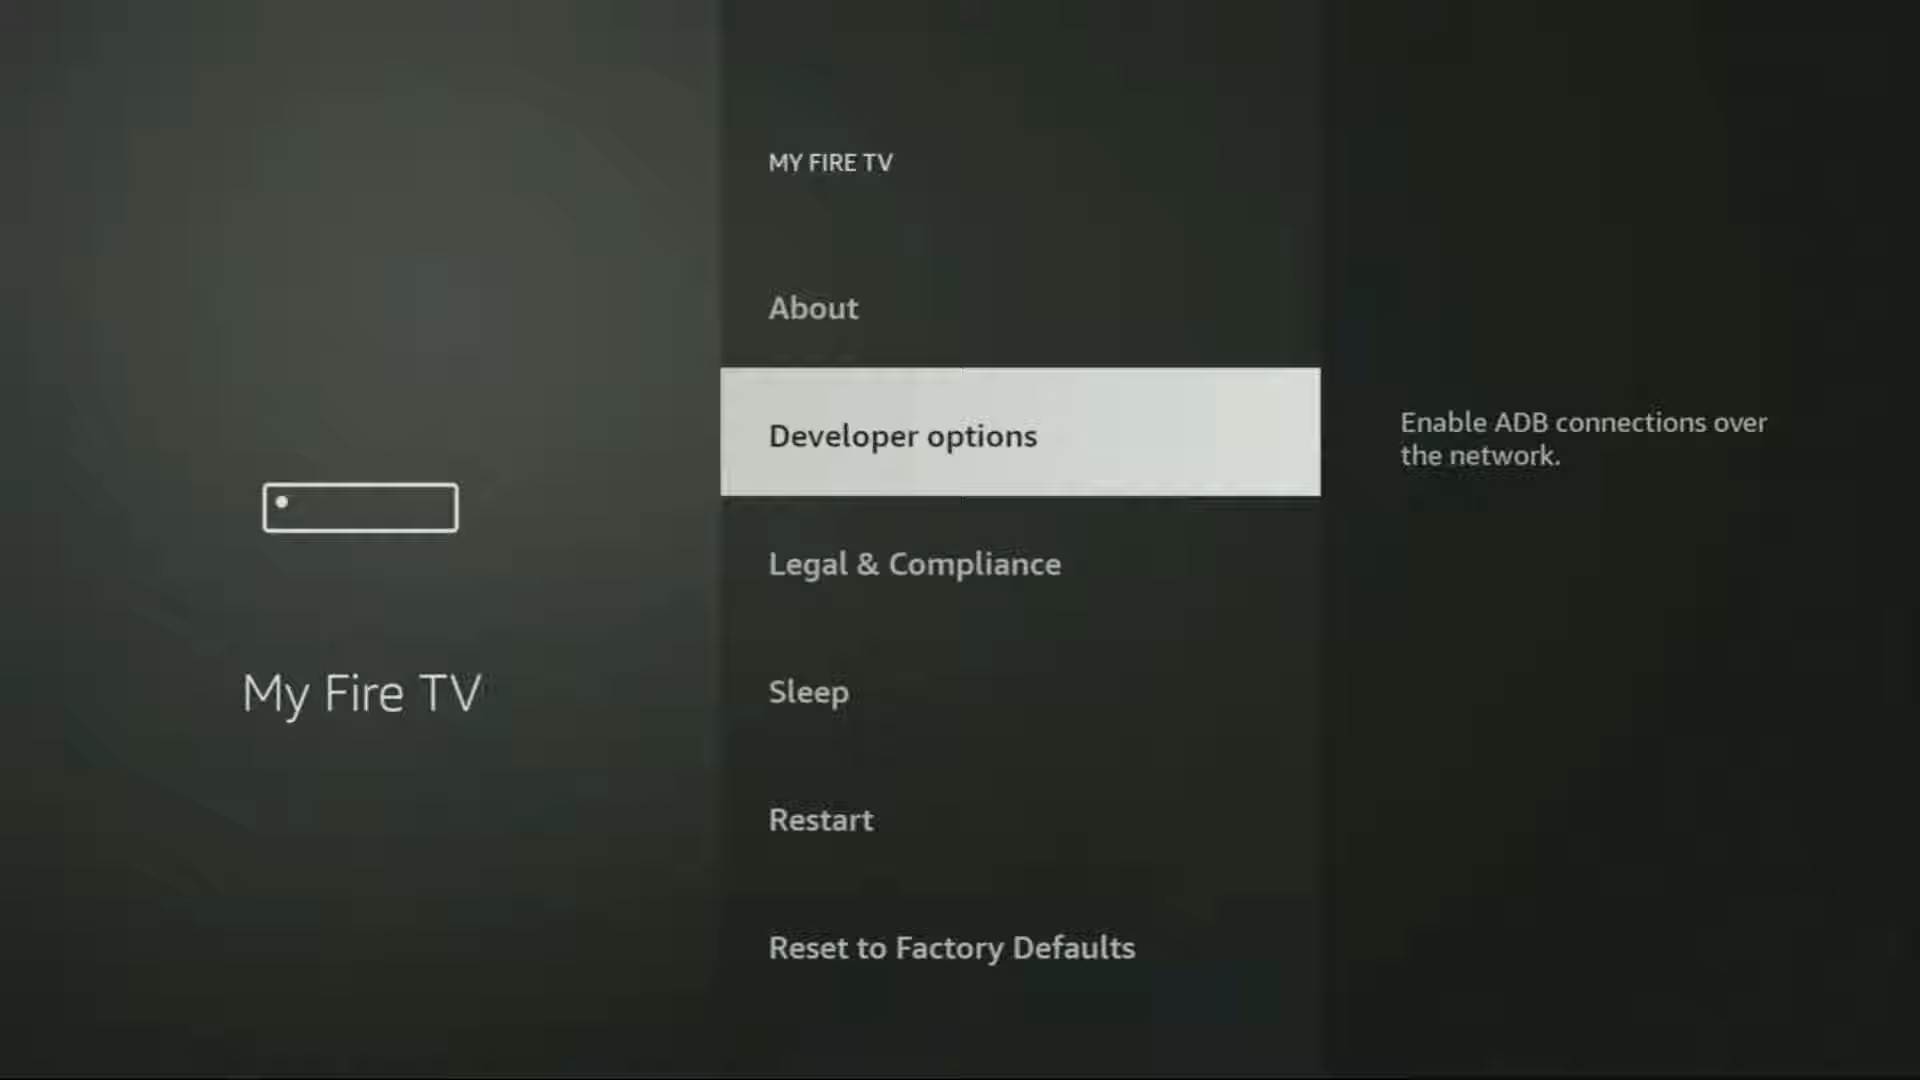 MY FIRE TV
About
Developer options
Enable ADB connections over
the network.
Legal & Compliance
Sleep
My Fire TV
Restart
Reset to Factory Defaults